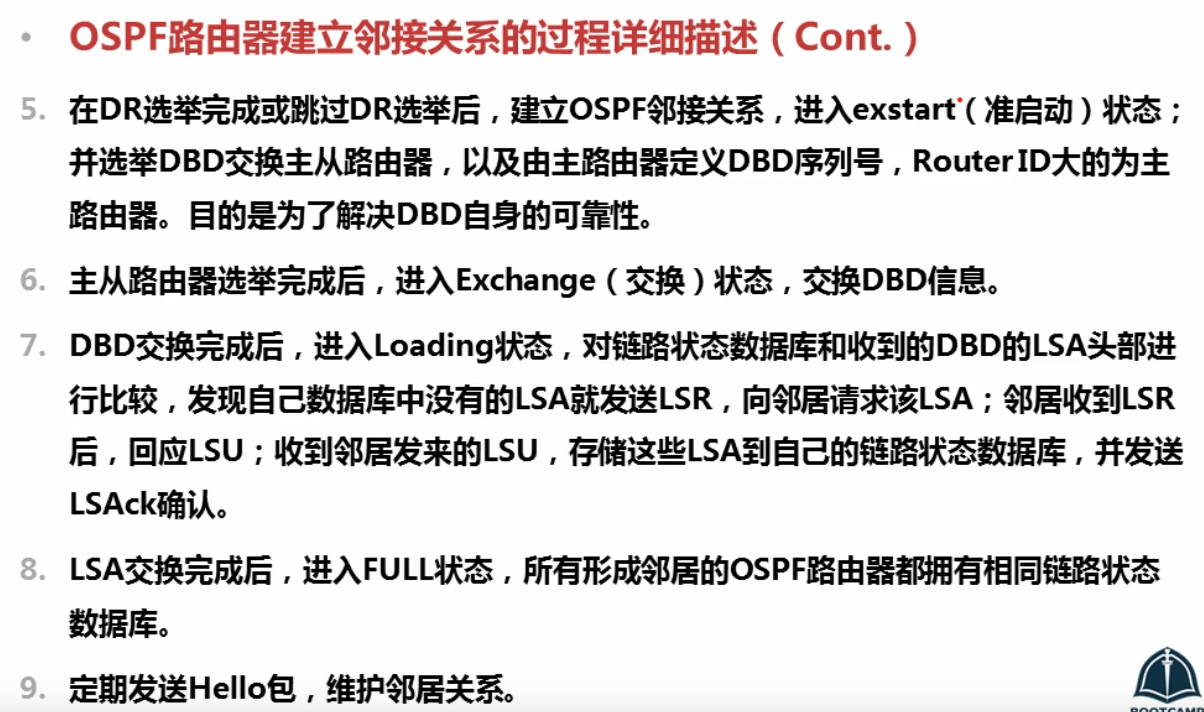 • OSPF路由器建立邻接关系的过程详细描述（Cont.）
5. 在DR选举完成或跳过DR选举后，建立OSPF邻接关系，进入exstart（准启动）状态；
并选举DBD交换主从路由器，以及由主路由器定义DBD序列号，Router ID大的为主
路由器。目的是为了解决DBD自身的可靠性。
6. 主从路由器选举完成后，进入Exchange（交换）状态，交换DBD信息。
7. DBD交换完成后，进入Loading状态，对链路状态数据库和收到的DBD的LSA头部进
行比较，发现自己数据库中没有的LSA就发送LSR，向邻居请求该LSA；邻居收到LSR
后，回应LSU；收到邻居发来的LSU，存储这些LSA到自己的链路状态数据库，并发送
LSAck确认。
8. LSA交换完成后，进入FULL状态，所有形成邻居的OSPF路由器都拥有相同链路状态
数据库。
9. 定期发送Hello包，维护邻居关系。
BOOTCAMP